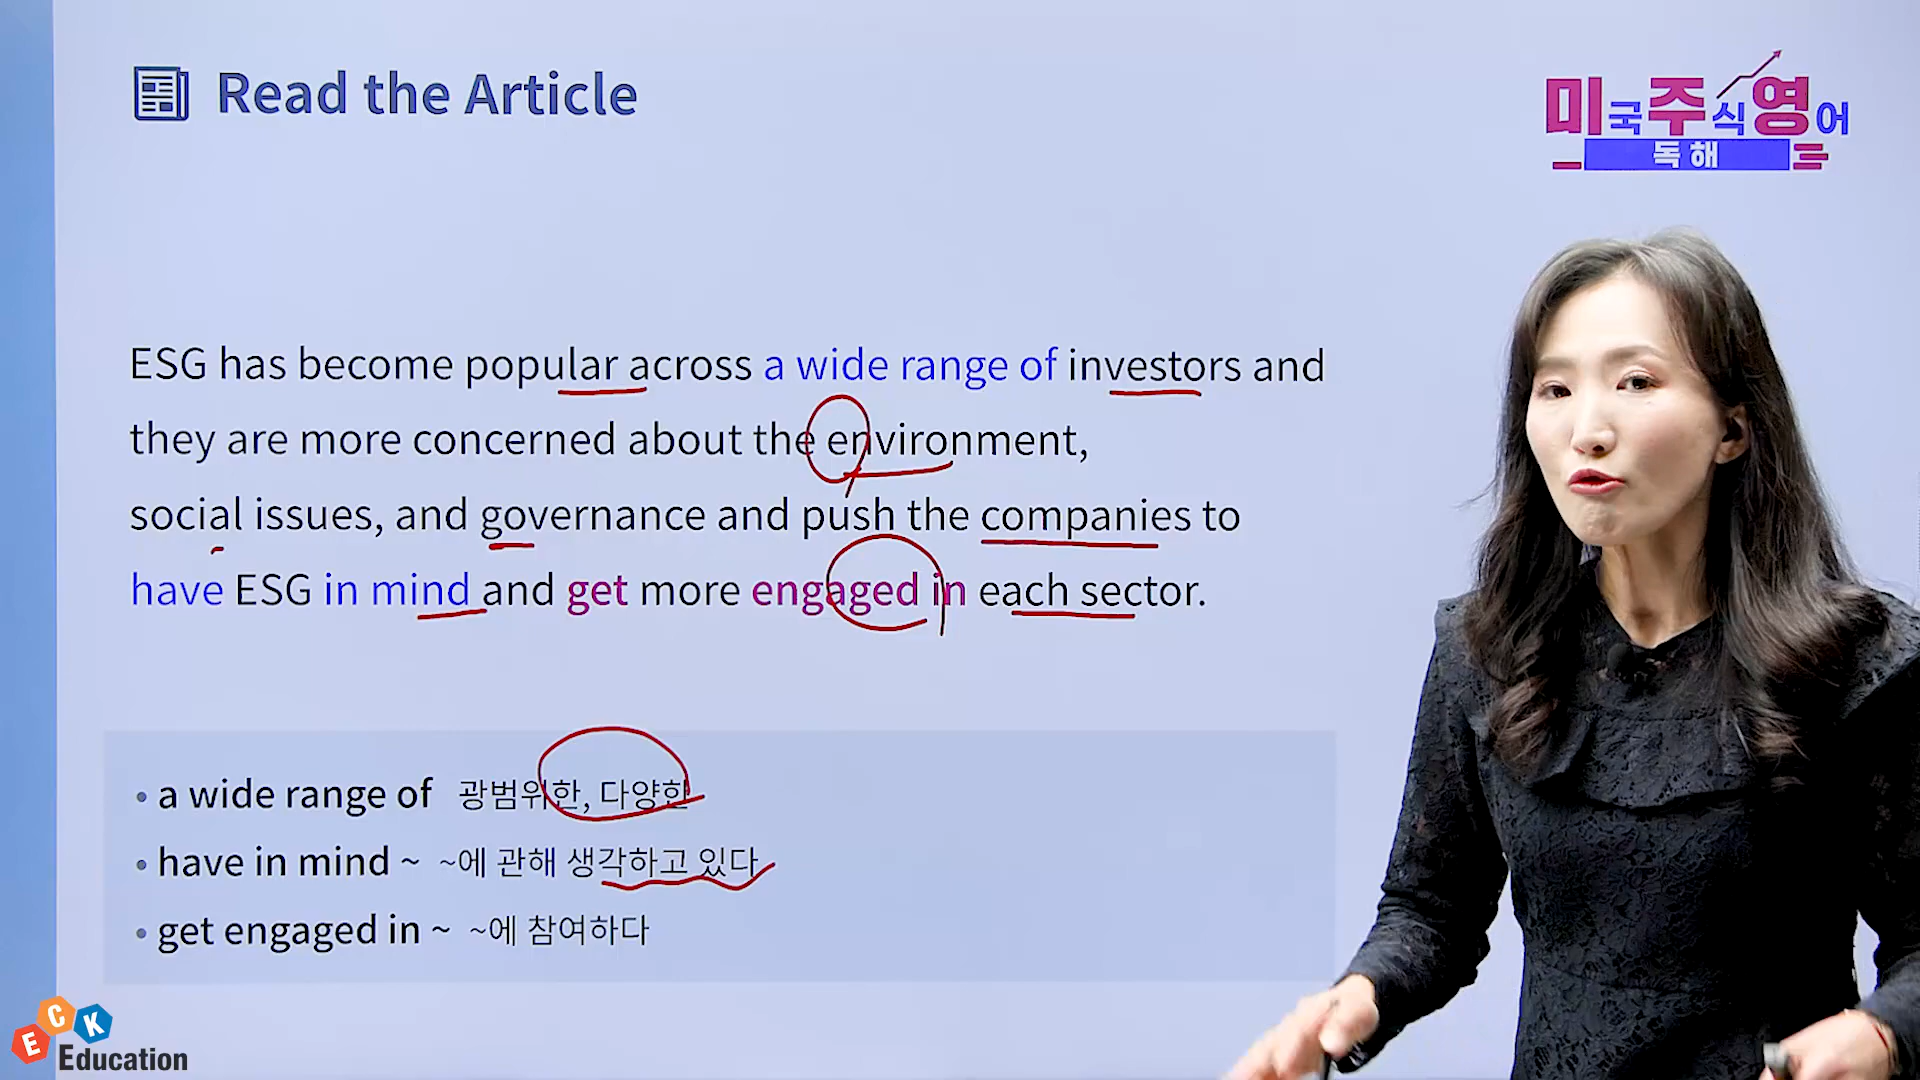 Read the Article
미국주식영어
독해
ESG has become popular across a wide range of investors and
they are more concerned about the environment,
social issues, and governance and push the companies to
have ESG in mind and get more engaged in each sector.
• a wide range of 광범위한, 다양한
• have in mind ~ ~에 관해 생각하고 있다
• get engaged in ~ ~에 참여하다
ECK
Education